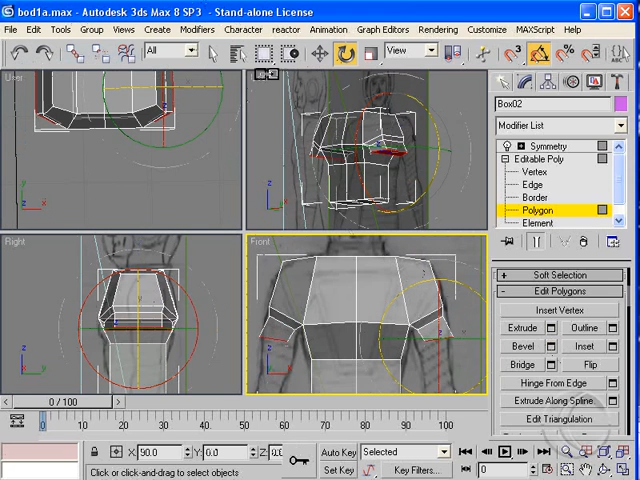 bod1a.max - Autodesk 3ds Max 8 SP3 - Stand-alone License
File Edit Tools Group Views Create Modifiers Character reactor Animation Graph Editors Rendering Customize MAXScript Help
All View
User
Right
Front
z x
z x
z
z x
Box02
Modifier List
Symmetry
Editable Poly
Vertex
Edge
Border
Polygon
Element
+ Soft Selection
- Edit Polygons
Insert Vertex
Extrude Outline
Bevel Inset
Bridge Flip
Hinge From Edge
Extrude Along Spline
Edit Triangulation
0 / 100
0 10 20 30 40 50 60 70 80 90 100
X: 90.0 Y: 0.0 Z:
Auto Key Selected
Set Key Key Filters...
0
Click or click-and-drag to select objects